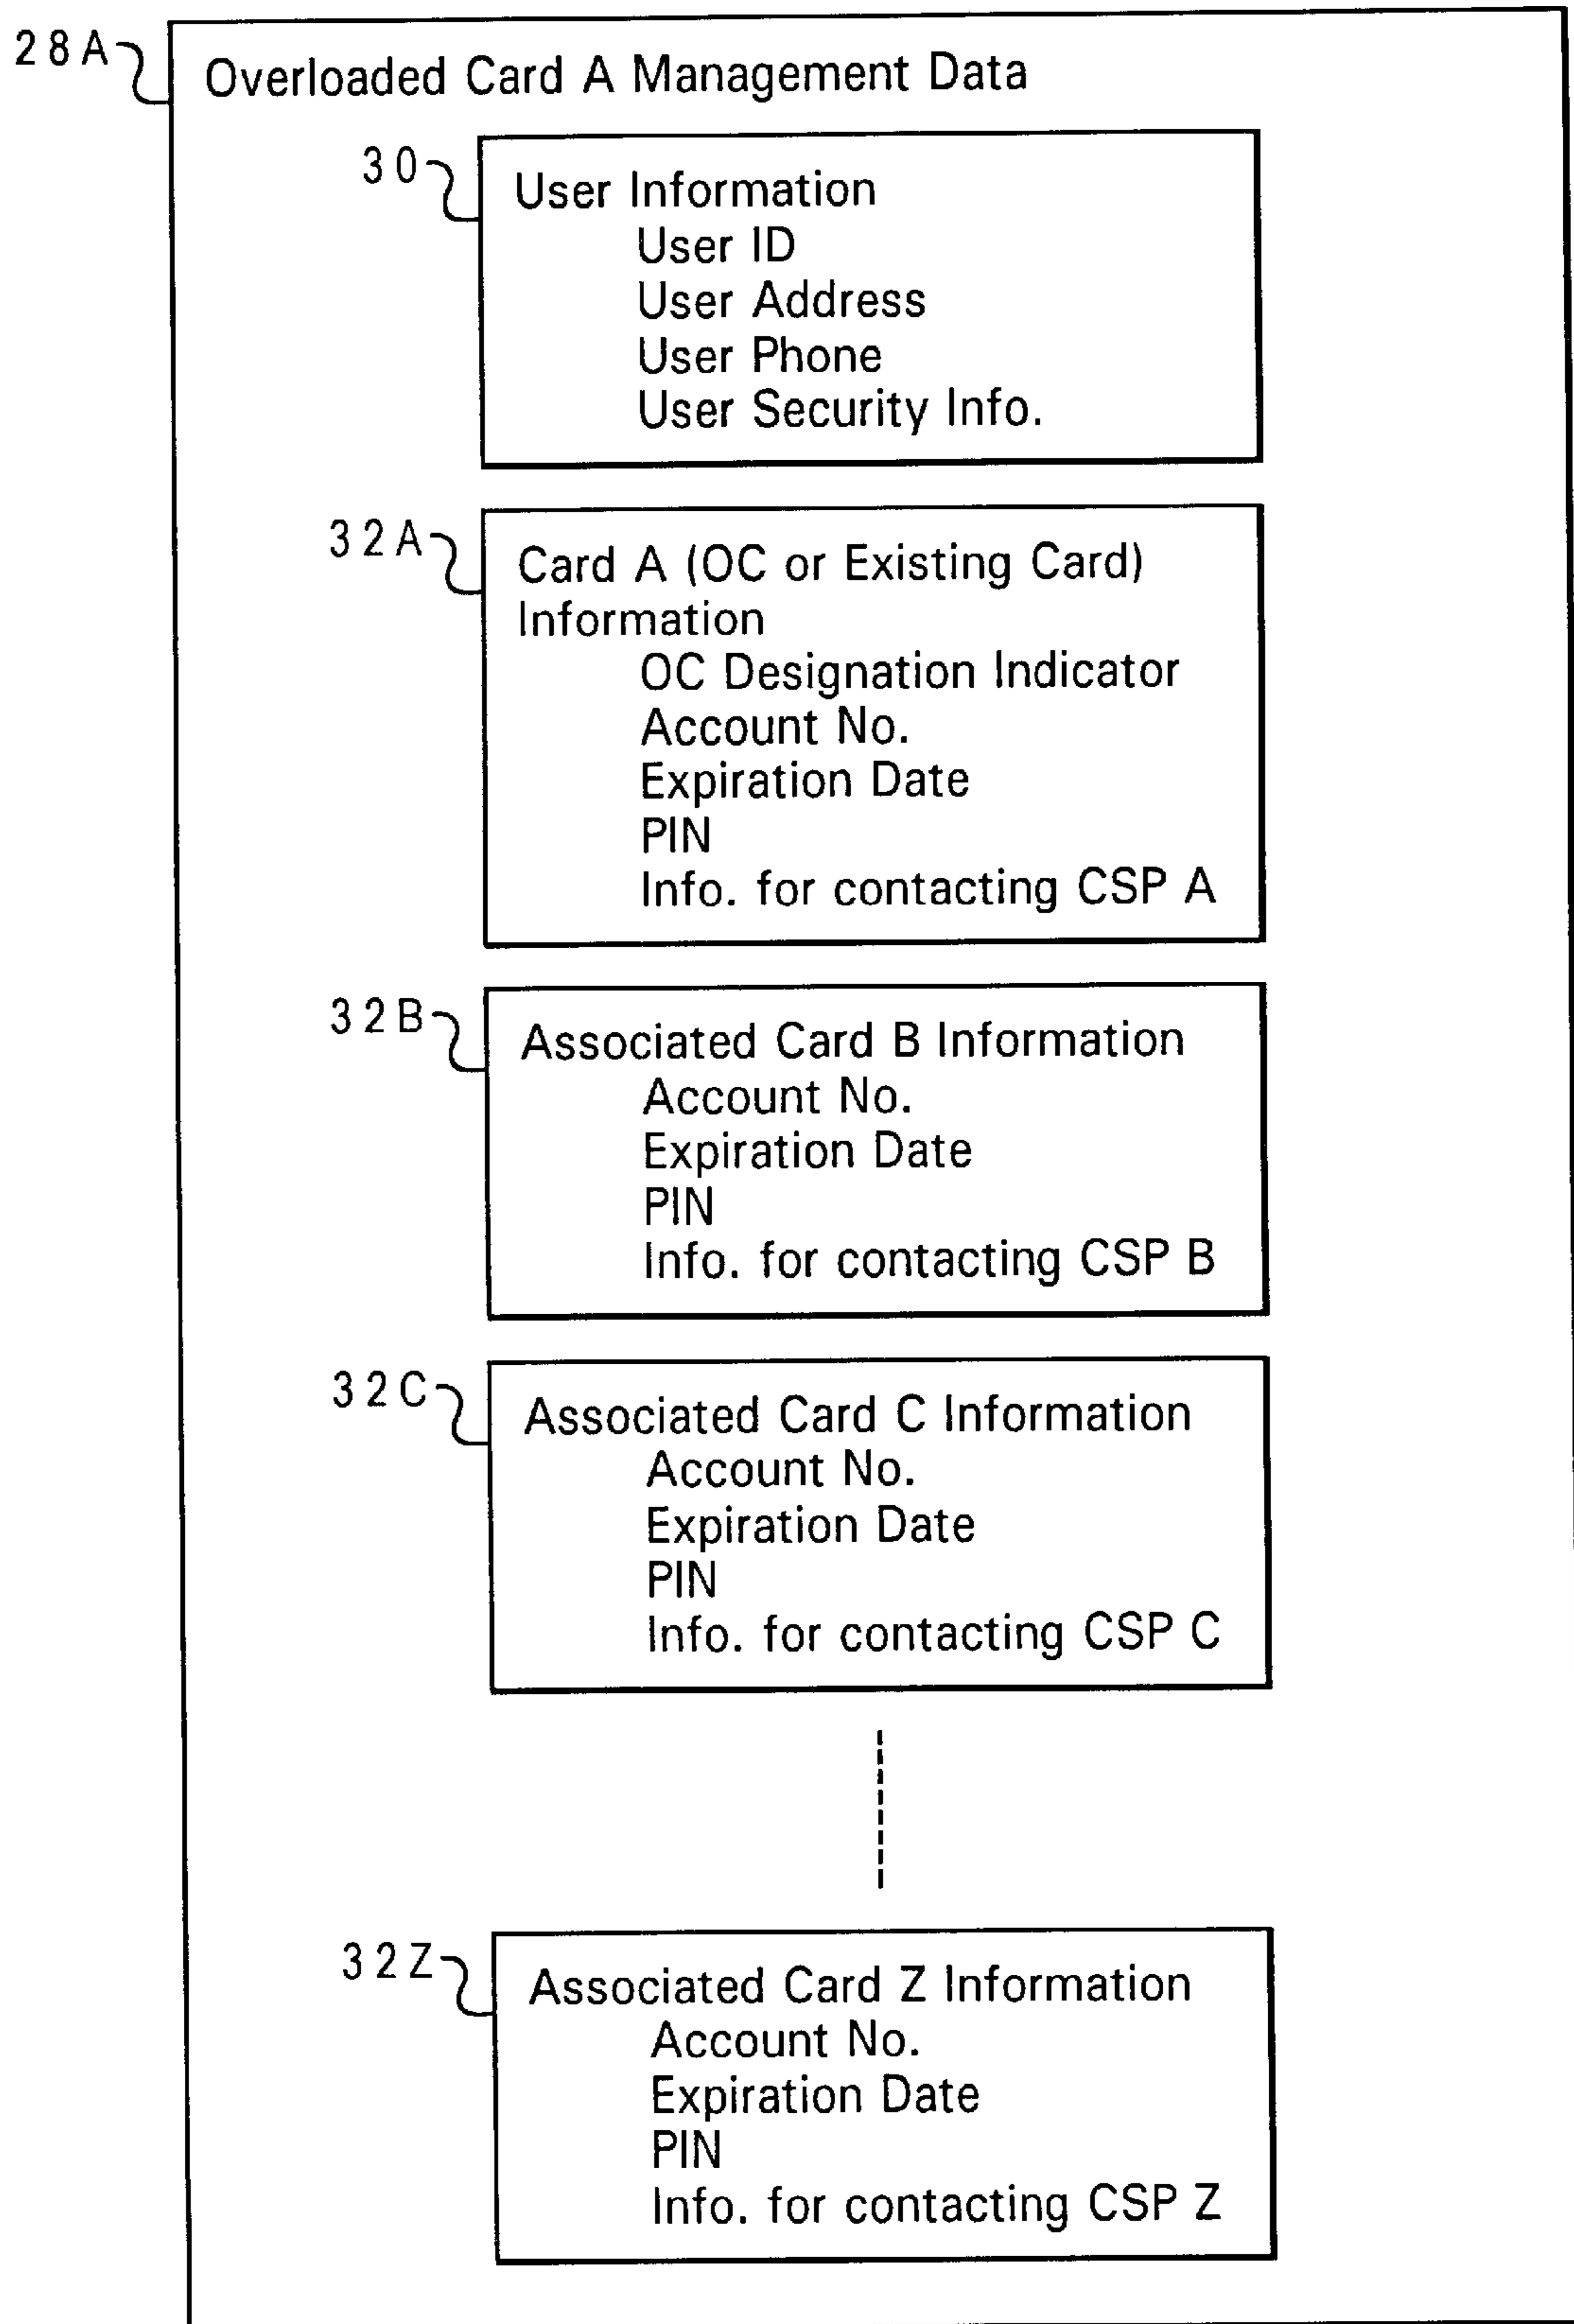 28A
Overloaded Card A Management Data
30
User Information
User ID
User Address
User Phone
User Security Info.
32A
Card A (OC or Existing Card)
Information
OC Designation Indicator
Account No.
Expiration Date
PIN
Info. for contacting CSP A
32B
Associated Card B Information
Account No.
Expiration Date
PIN
Info. for contacting CSP B
32C
Associated Card C Information
Account No.
Expiration Date
PIN
Info. for contacting CSP C
32Z
Associated Card Z Information
Account No.
Expiration Date
PIN
Info. for contacting CSP Z